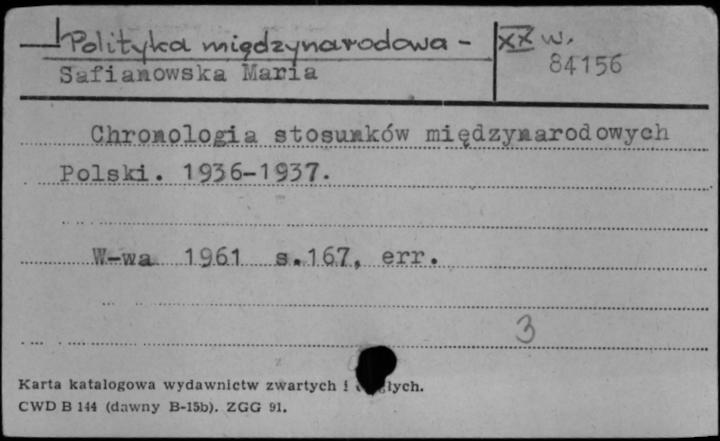 Polityka międzynarodowa - XX w.
Safianowska Maria 84156
Chronologia stosunków międzynarodowych
Polski. 1936-1937.
W-wa 1961 s.167, err.
3
Karta katalogowa wydawnictw zwartych i
CWD B 144 (dawny B-15b). ZGG 91.